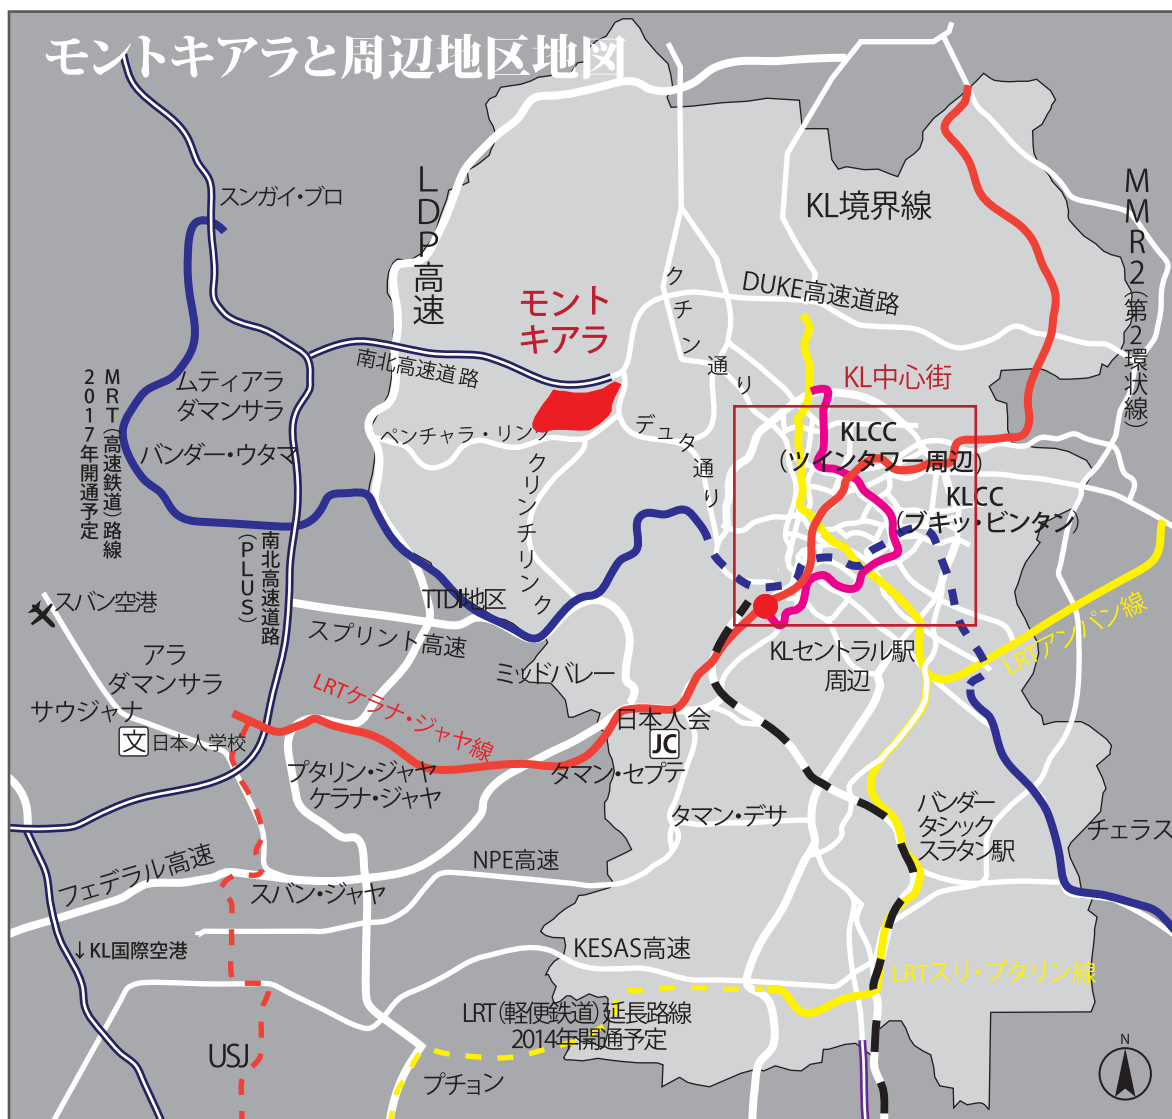 モントキアラと周辺地区地図
スンガイ・ブロ
LDP高速
KL境界線
MMR2(第2環状線)
クチン通り
DUKE高速道路
モント
キアラ
南北高速道路
KL中心街
MRT(高速鉄道)路線
2017年開通予定
ムティアラ
ダマンサラ
バンダー・ウタマ
ペンチャラ・リンク
デュタ通り
KLCC
(ツインタワー周辺)
KLCC
(ブキッ・ビンタン)
クリンチリンク
南北高速道路
(PLUS)
スバン空港
TTDI地区
スプリント高速
LRTアンパン線
アラ
ダマンサラ
ミッドバレー
KLセントラル駅
周辺
サウジャナ
文
日本人学校
LRTケラナ・ジャヤ線
日本人会
JC
プタリン・ジャヤ
ケラナ・ジャヤ
タマン・セプテ
タマン・デサ
バンダー
タシック
スラタン駅
チェラス
フェデラル高速
NPE高速
スバン・ジャヤ
↓KL国際空港
KESAS高速
LRTスリ・プタリン線
LRT(軽便鉄道)延長路線
2014年開通予定
USJ
プチョン
N